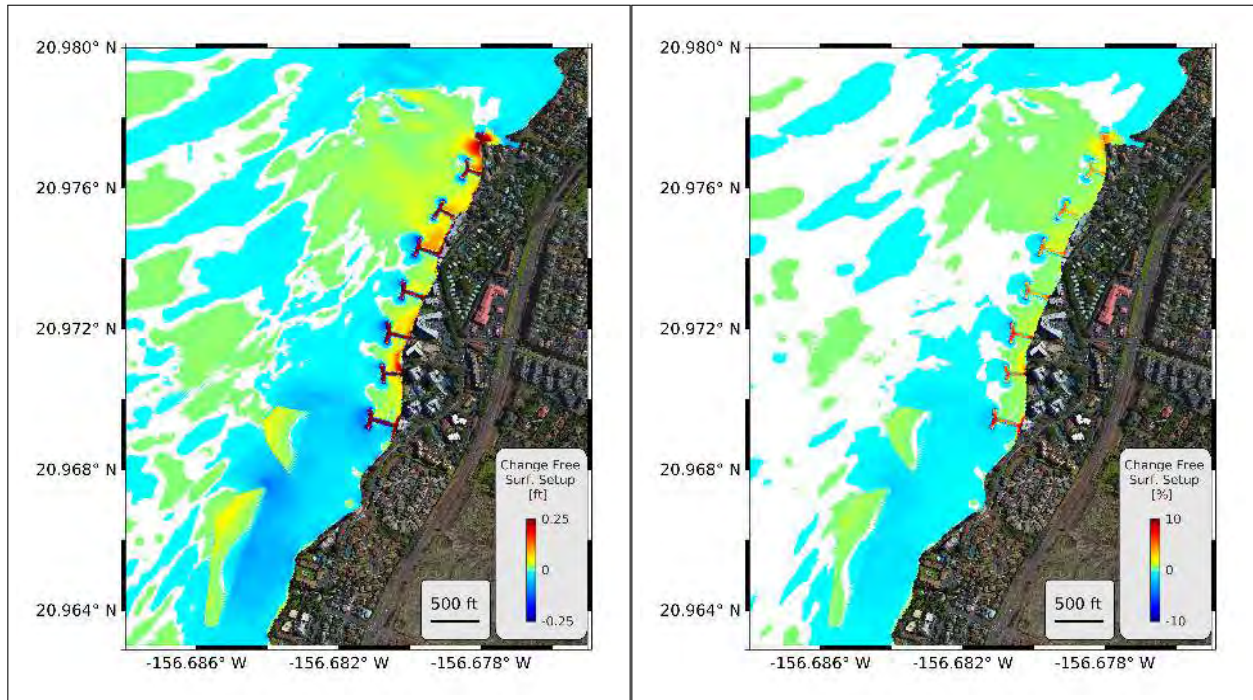 20.980° N
20.976° N
20.972° N
20.968° N
20.964° N
-156.686° W
-156.682° W
-156.678° W
500 ft
Change Free
Surf. Setup
[ft]
0.25
0
-0.25
20.980° N
20.976° N
20.972° N
20.968° N
20.964° N
-156.686° W
-156.682° W
-156.678° W
500 ft
Change Free
Surf. Setup
[%]
10
0
-10